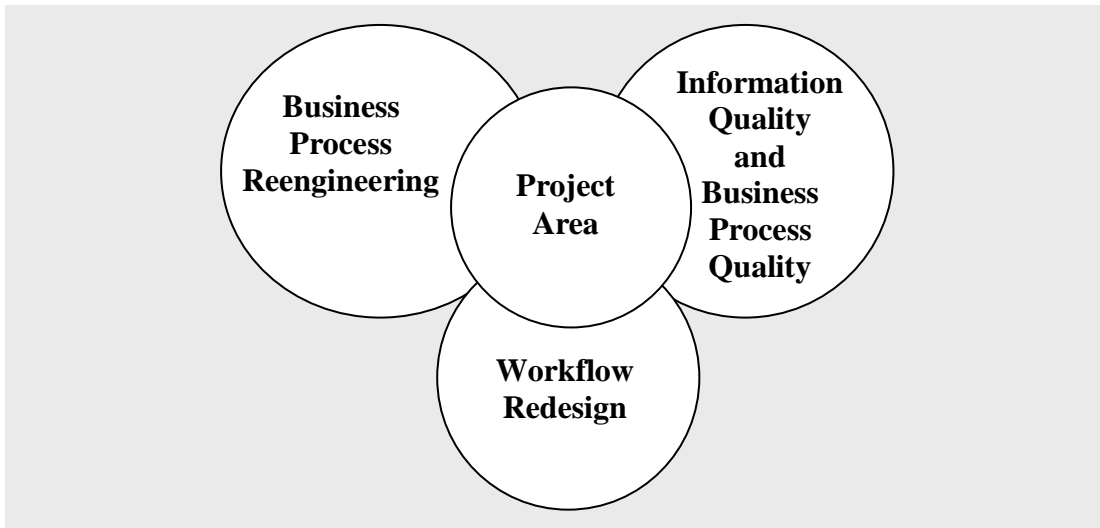 Business
Process
Reengineering
Project
Area
Information
Quality
and
Business
Process
Quality
Workflow
Redesign